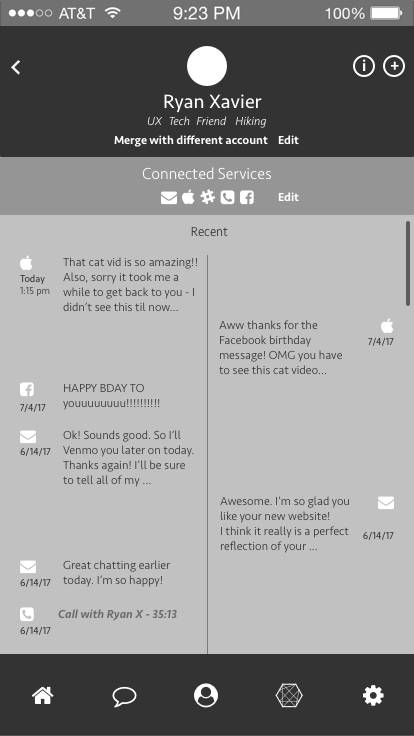 AT&T 9:23 PM 100%
Ryan Xavier
UX Tech Friend Hiking
Merge with different account Edit
Connected Services
Edit
Recent
Today
1:15 pm
That cat vid is so amazing!!
Also, sorry it took me a
while to get back to you - I
didn't see this til now...
Aww thanks for the
Facebook birthday
message! OMG you have
to see this cat video...
7/4/17
HAPPY BDAY TO
youuuuuuuu!!!!!!!!!!
7/4/17
Ok! Sounds good. So I'll
Venmo you later on today.
Thanks again! I'll be sure
to tell all of my ...
6/14/17
Awesome. I'm so glad you
like your new website!
I think it really is a perfect
reflection of your ...
6/14/17
Great chatting earlier
today. I'm so happy!
6/14/17
Call with Ryan X - 35:13
6/14/17